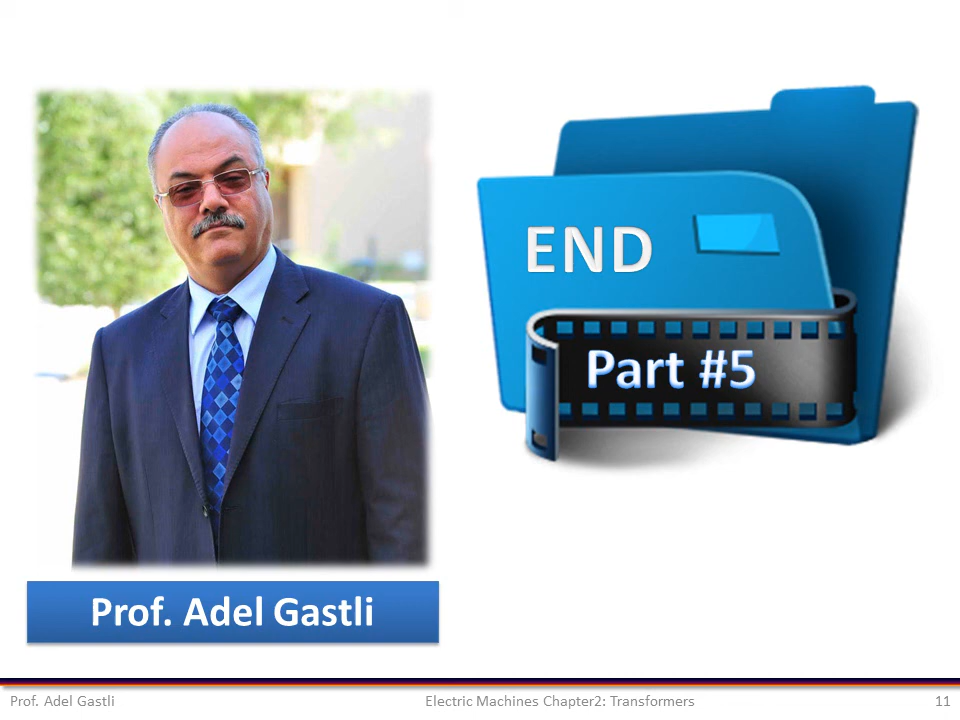 END
Part #5
Prof. Adel Gastli
Prof. Adel Gastli
Electric Machines Chapter2: Transformers
11